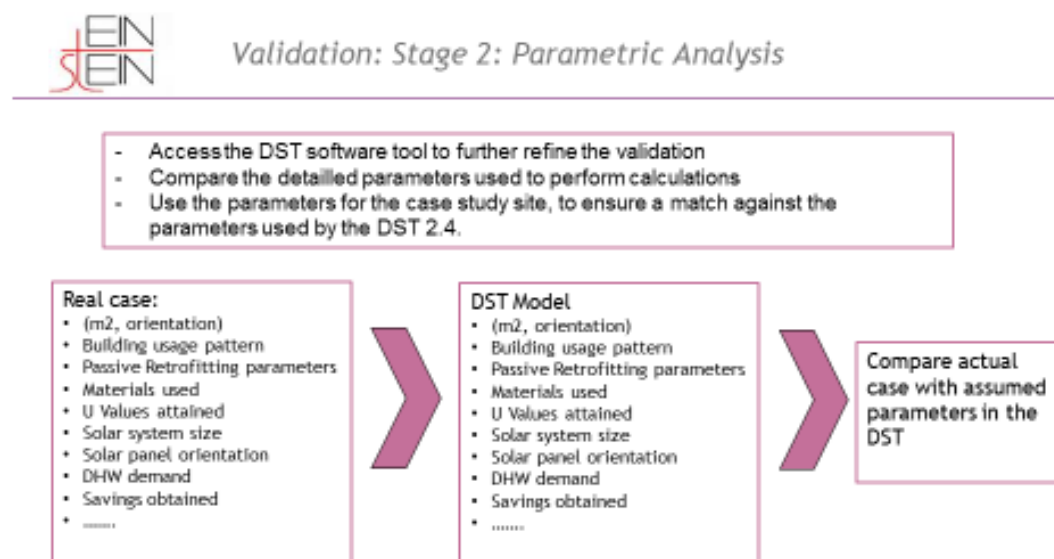 EIN
STEIN
Validation: Stage 2: Parametric Analysis
- Access the DST software tool to further refine the validation
- Compare the detailled parameters used to perform calculations
- Use the parameters for the case study site, to ensure a match against the
parameters used by the DST 2.4.
Real case:
• (m2, orientation)
• Building usage pattern
• Passive Retrofitting parameters
• Materials used
• U Values attained
• Solar system size
• Solar panel orientation
• DHW demand
• Savings obtained
• .......
DST Model
• (m2, orientation)
• Building usage pattern
• Passive Retrofitting parameters
• Materials used
• U Values attained
• Solar system size
• Solar panel orientation
• DHW demand
• Savings obtained
• .......
Compare actual
case with assumed
parameters in the
DST